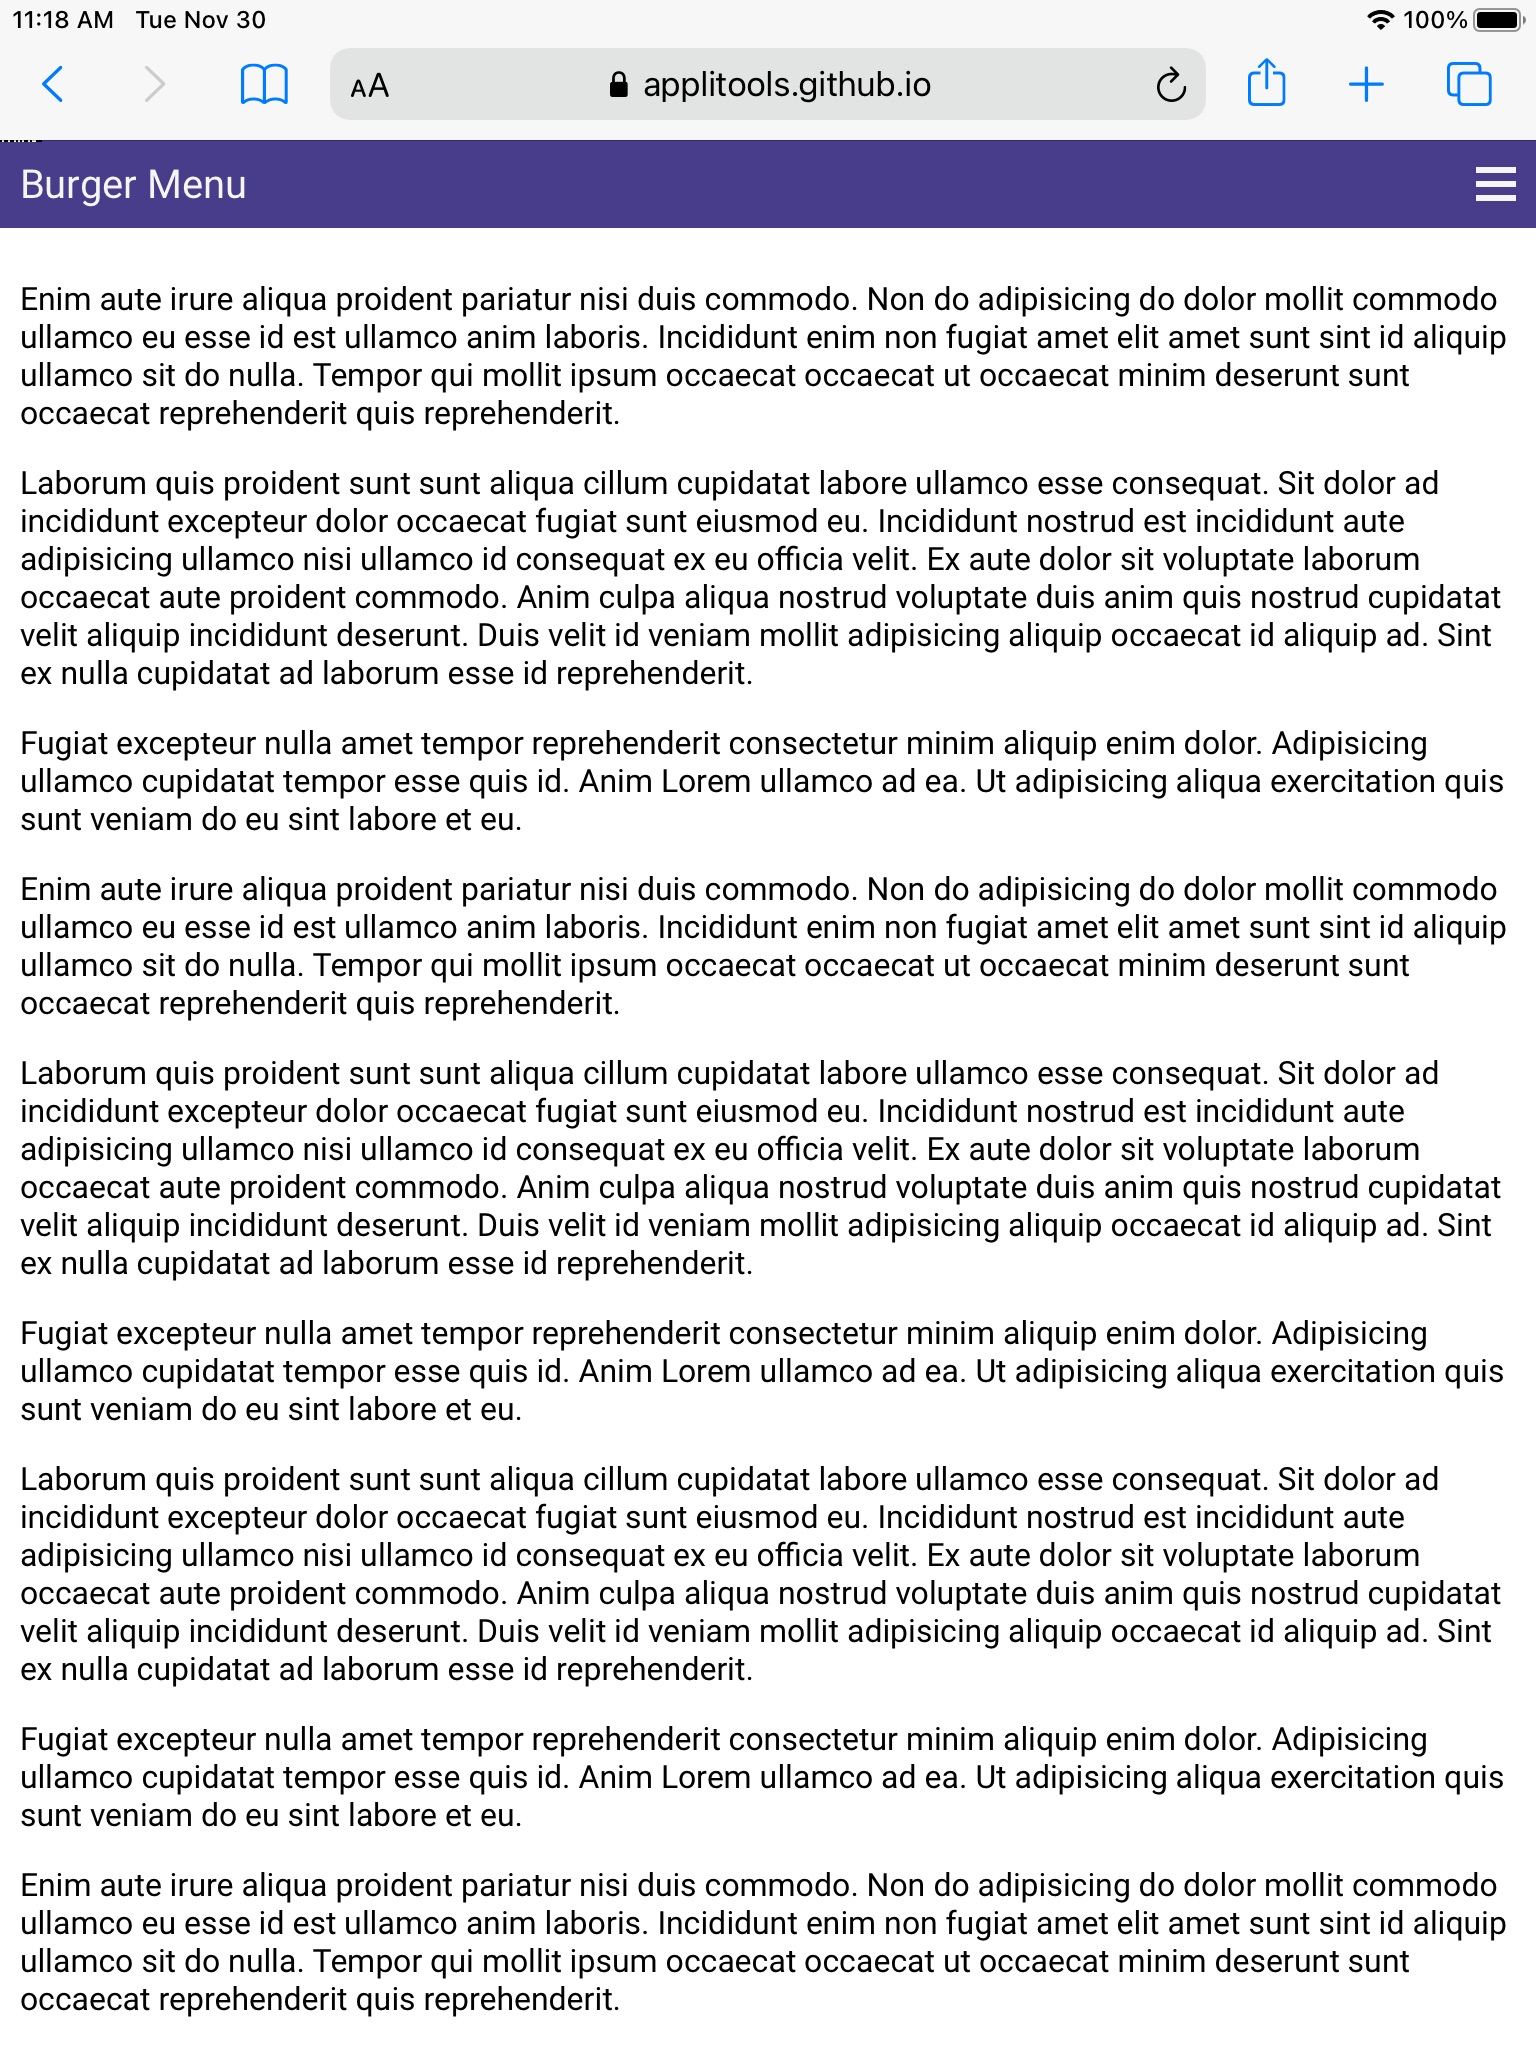 11:18 AM Tue Nov 30 100%
AA applitools.github.io
Burger Menu
Enim aute irure aliqua proident pariatur nisi duis commodo. Non do adipisicing do dolor mollit commodo
ullamco eu esse id est ullamco anim laboris. Incididunt enim non fugiat amet elit amet sunt sint id aliquip
ullamco sit do nulla. Tempor qui mollit ipsum occaecat occaecat ut occaecat minim deserunt sunt
occaecat reprehenderit quis reprehenderit.
Laborum quis proident sunt sunt aliqua cillum cupidatat labore ullamco esse consequat. Sit dolor ad
incididunt excepteur dolor occaecat fugiat sunt eiusmod eu. Incididunt nostrud est incididunt aute
adipisicing ullamco nisi ullamco id consequat ex eu officia velit. Ex aute dolor sit voluptate laborum
occaecat aute proident commodo. Anim culpa aliqua nostrud voluptate duis anim quis nostrud cupidatat
velit aliquip incididunt deserunt. Duis velit id veniam mollit adipisicing aliquip occaecat id aliquip ad. Sint
ex nulla cupidatat ad laborum esse id reprehenderit.
Fugiat excepteur nulla amet tempor reprehenderit consectetur minim aliquip enim dolor. Adipisicing
ullamco cupidatat tempor esse quis id. Anim Lorem ullamco ad ea. Ut adipisicing aliqua exercitation quis
sunt veniam do eu sint labore et eu.
Enim aute irure aliqua proident pariatur nisi duis commodo. Non do adipisicing do dolor mollit commodo
ullamco eu esse id est ullamco anim laboris. Incididunt enim non fugiat amet elit amet sunt sint id aliquip
ullamco sit do nulla. Tempor qui mollit ipsum occaecat occaecat ut occaecat minim deserunt sunt
occaecat reprehenderit quis reprehenderit.
Laborum quis proident sunt sunt aliqua cillum cupidatat labore ullamco esse consequat. Sit dolor ad
incididunt excepteur dolor occaecat fugiat sunt eiusmod eu. Incididunt nostrud est incididunt aute
adipisicing ullamco nisi ullamco id consequat ex eu officia velit. Ex aute dolor sit voluptate laborum
occaecat aute proident commodo. Anim culpa aliqua nostrud voluptate duis anim quis nostrud cupidatat
velit aliquip incididunt deserunt. Duis velit id veniam mollit adipisicing aliquip occaecat id aliquip ad. Sint
ex nulla cupidatat ad laborum esse id reprehenderit.
Fugiat excepteur nulla amet tempor reprehenderit consectetur minim aliquip enim dolor. Adipisicing
ullamco cupidatat tempor esse quis id. Anim Lorem ullamco ad ea. Ut adipisicing aliqua exercitation quis
sunt veniam do eu sint labore et eu.
Laborum quis proident sunt sunt aliqua cillum cupidatat labore ullamco esse consequat. Sit dolor ad
incididunt excepteur dolor occaecat fugiat sunt eiusmod eu. Incididunt nostrud est incididunt aute
adipisicing ullamco nisi ullamco id consequat ex eu officia velit. Ex aute dolor sit voluptate laborum
occaecat aute proident commodo. Anim culpa aliqua nostrud voluptate duis anim quis nostrud cupidatat
velit aliquip incididunt deserunt. Duis velit id veniam mollit adipisicing aliquip occaecat id aliquip ad. Sint
ex nulla cupidatat ad laborum esse id reprehenderit.
Fugiat excepteur nulla amet tempor reprehenderit consectetur minim aliquip enim dolor. Adipisicing
ullamco cupidatat tempor esse quis id. Anim Lorem ullamco ad ea. Ut adipisicing aliqua exercitation quis
sunt veniam do eu sint labore et eu.
Enim aute irure aliqua proident pariatur nisi duis commodo. Non do adipisicing do dolor mollit commodo
ullamco eu esse id est ullamco anim laboris. Incididunt enim non fugiat amet elit amet sunt sint id aliquip
ullamco sit do nulla. Tempor qui mollit ipsum occaecat occaecat ut occaecat minim deserunt sunt
occaecat reprehenderit quis reprehenderit.